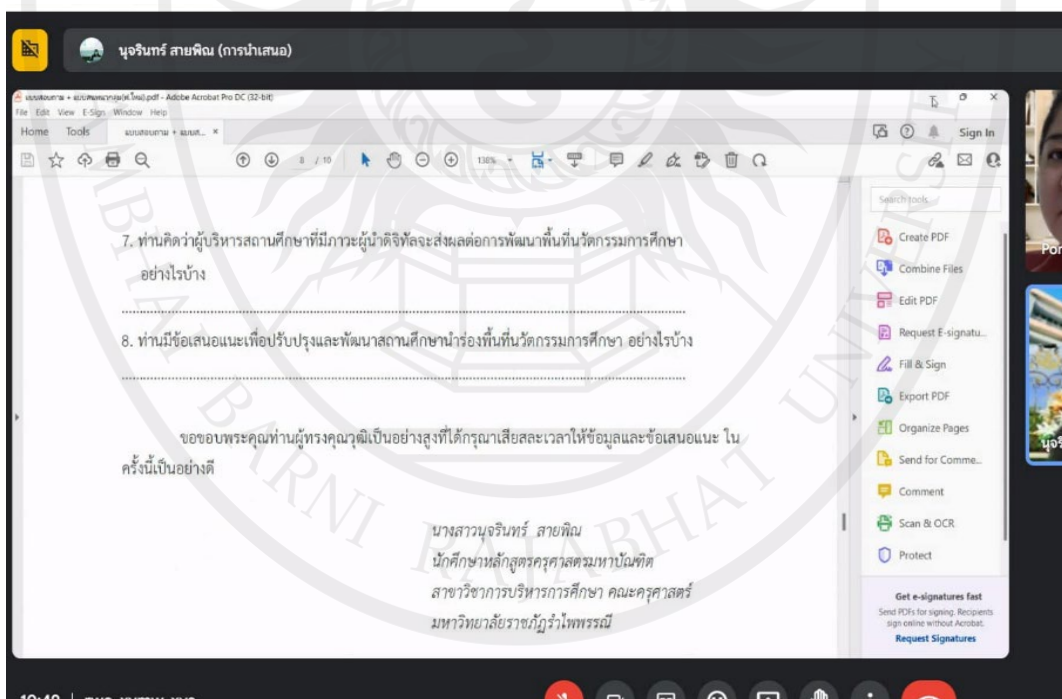 นุจรินทร์ สายพิณ (การนำเสนอ)
File Edit View E-Sign Window Help
Home Tools
Sign In
8 / 10
138%
Search tools
7. ท่านคิดว่าผู้บริหารสถานศึกษาที่มีภาวะผู้นำดิจิทัลจะส่งผลต่อการพัฒนาพื้นที่นวัตกรรมการศึกษา
อย่างไรบ้าง
8. ท่านมีข้อเสนอแนะเพื่อปรับปรุงและพัฒนาสถานศึกษานำร่องพื้นที่นวัตกรรมการศึกษา อย่างไรบ้าง
ขอขอบพระคุณท่านผู้ทรงคุณวุฒิเป็นอย่างสูงที่ได้กรุณาเสียสละเวลาให้ข้อมูลและข้อเสนอแนะ ใน
ครั้งนี้เป็นอย่างดี
นางสาวนุจรินทร์ สายพิณ
นักศึกษาหลักสูตรครุศาสตรมหาบัณฑิต
สาขาวิชาการบริหารการศึกษา คณะครุศาสตร์
มหาวิทยาลัยราชภัฏรำไพพรรณี
Create PDF
Combine Files
Edit PDF
Request E-signatu...
Fill & Sign
Export PDF
Organize Pages
Send for Comme...
Comment
Scan & OCR
Protect
Get e-signatures fast
Send PDFs for signing. Recipients
sign online without Acrobat.
Request Signatures
BARNI RAJABHAT UNIVERSITY